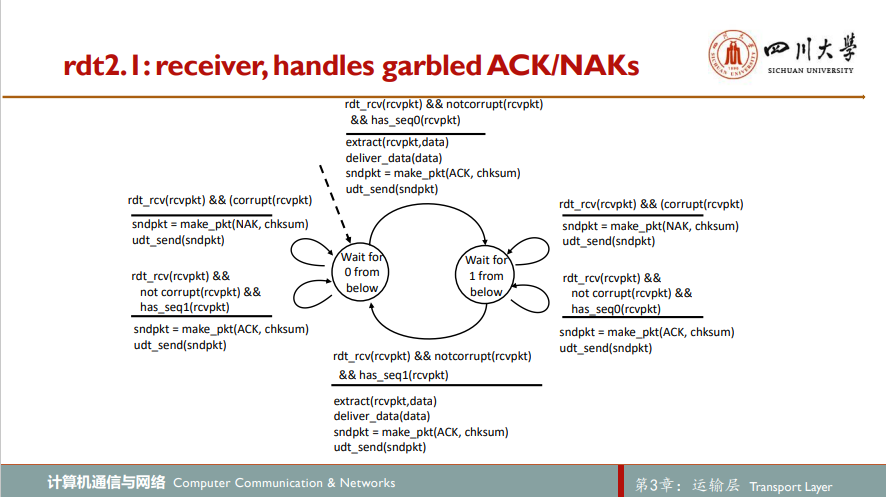 rdt2.1: receiver, handles garbled ACK/NAKs
四川大學
SICHUAN UNIVERSITY
rdt_rcv(rcvpkt) && notcorrupt(rcvpkt)
&& has_seq0(rcvpkt)
extract(rcvpkt,data)
deliver_data(data)
sndpkt = make_pkt(ACK, chksum)
udt_send(sndpkt)
rdt_rcv(rcvpkt) && (corrupt(rcvpkt)
sndpkt = make_pkt(NAK, chksum)
udt_send(sndpkt)
rdt_rcv(rcvpkt) &&
not corrupt(rcvpkt) &&
has_seq1(rcvpkt)
sndpkt = make_pkt(ACK, chksum)
udt_send(sndpkt)
Wait for
0 from
below
Wait for
1 from
below
rdt_rcv(rcvpkt) && (corrupt(rcvpkt)
sndpkt = make_pkt(NAK, chksum)
udt_send(sndpkt)
rdt_rcv(rcvpkt) &&
not corrupt(rcvpkt) &&
has_seq0(rcvpkt)
sndpkt = make_pkt(ACK, chksum)
udt_send(sndpkt)
rdt_rcv(rcvpkt) && notcorrupt(rcvpkt)
&& has_seq1(rcvpkt)
extract(rcvpkt,data)
deliver_data(data)
sndpkt = make_pkt(ACK, chksum)
udt_send(sndpkt)
计算机通信与网络 Computer Communication & Networks
第3章：运输层 Transport Layer